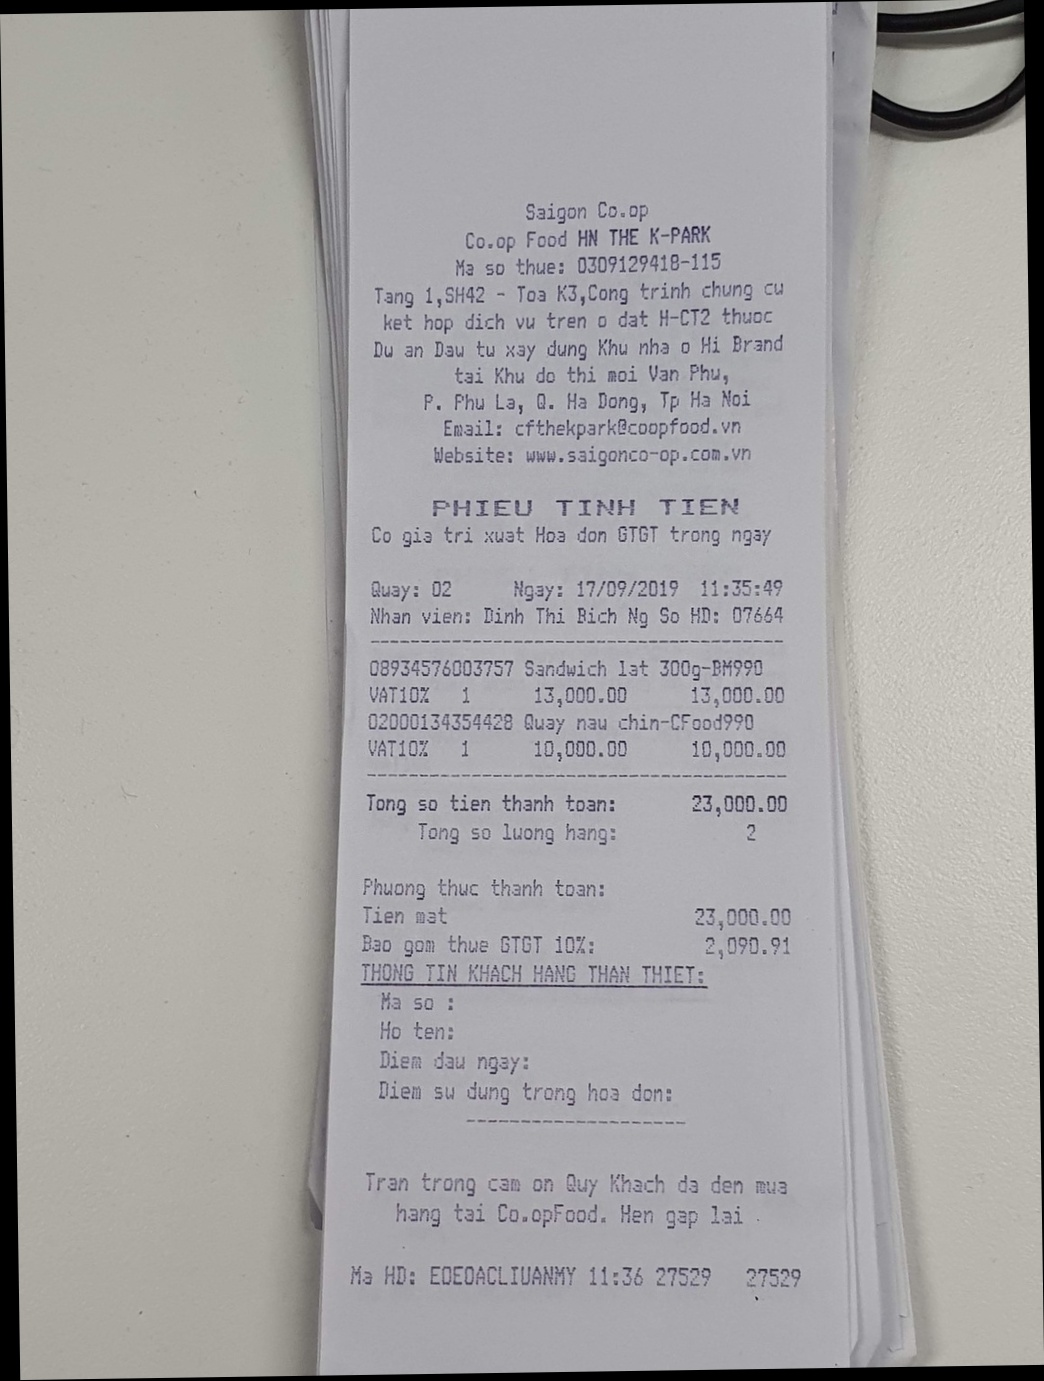 Saigon Co.op
Co.op Food HN THE K-PARK
Ma so thue: 0309129418-115
Tang 1,SH42 - Toa K3,Cong trinh chung cu
ket hop dich vu tren o dat H-CT2 thuoc
Du an Dau tu xay dung Khu nha o Hi Brand
tai Khu do thi moi Van Phu,
P. Phu La, Q. Ha Dong, Tp Ha Noi
Email: cfthekpark@coopfood.vn
Website: www.saigonco-op.com.vn
PHIEU TINH TIEN
Co gia tri xuat Hoa don GTGT trong ngay
Quay: 02 Ngay: 17/09/2019 11:35:49
Nhan vien: Dinh Thi Bich Ng So HD: 07664
----------------------------------------
08934576003757 Sandwich lat 300g-BM990
VAT10% 1 13,000.00 13,000.00
02000134354428 Quay nau chin-CFood990
VAT10% 1 10,000.00 10,000.00
----------------------------------------
Tong so tien thanh toan: 23,000.00
Tong so luong hang: 2
Phuong thuc thanh toan:
Tien mat 23,000.00
Bao gom thue GTGT 10%: 2,090.91
THONG TIN KHACH HANG THAN THIET:
Ma so :
Ho ten:
Diem dau ngay:
Diem su dung trong hoa don:
--------------------
Tran trong cam on Quy Khach da den mua
hang tai Co.opFood. Hen gap lai .
Ma HD: EOEOACLIUANMY 11:36 27529 27529